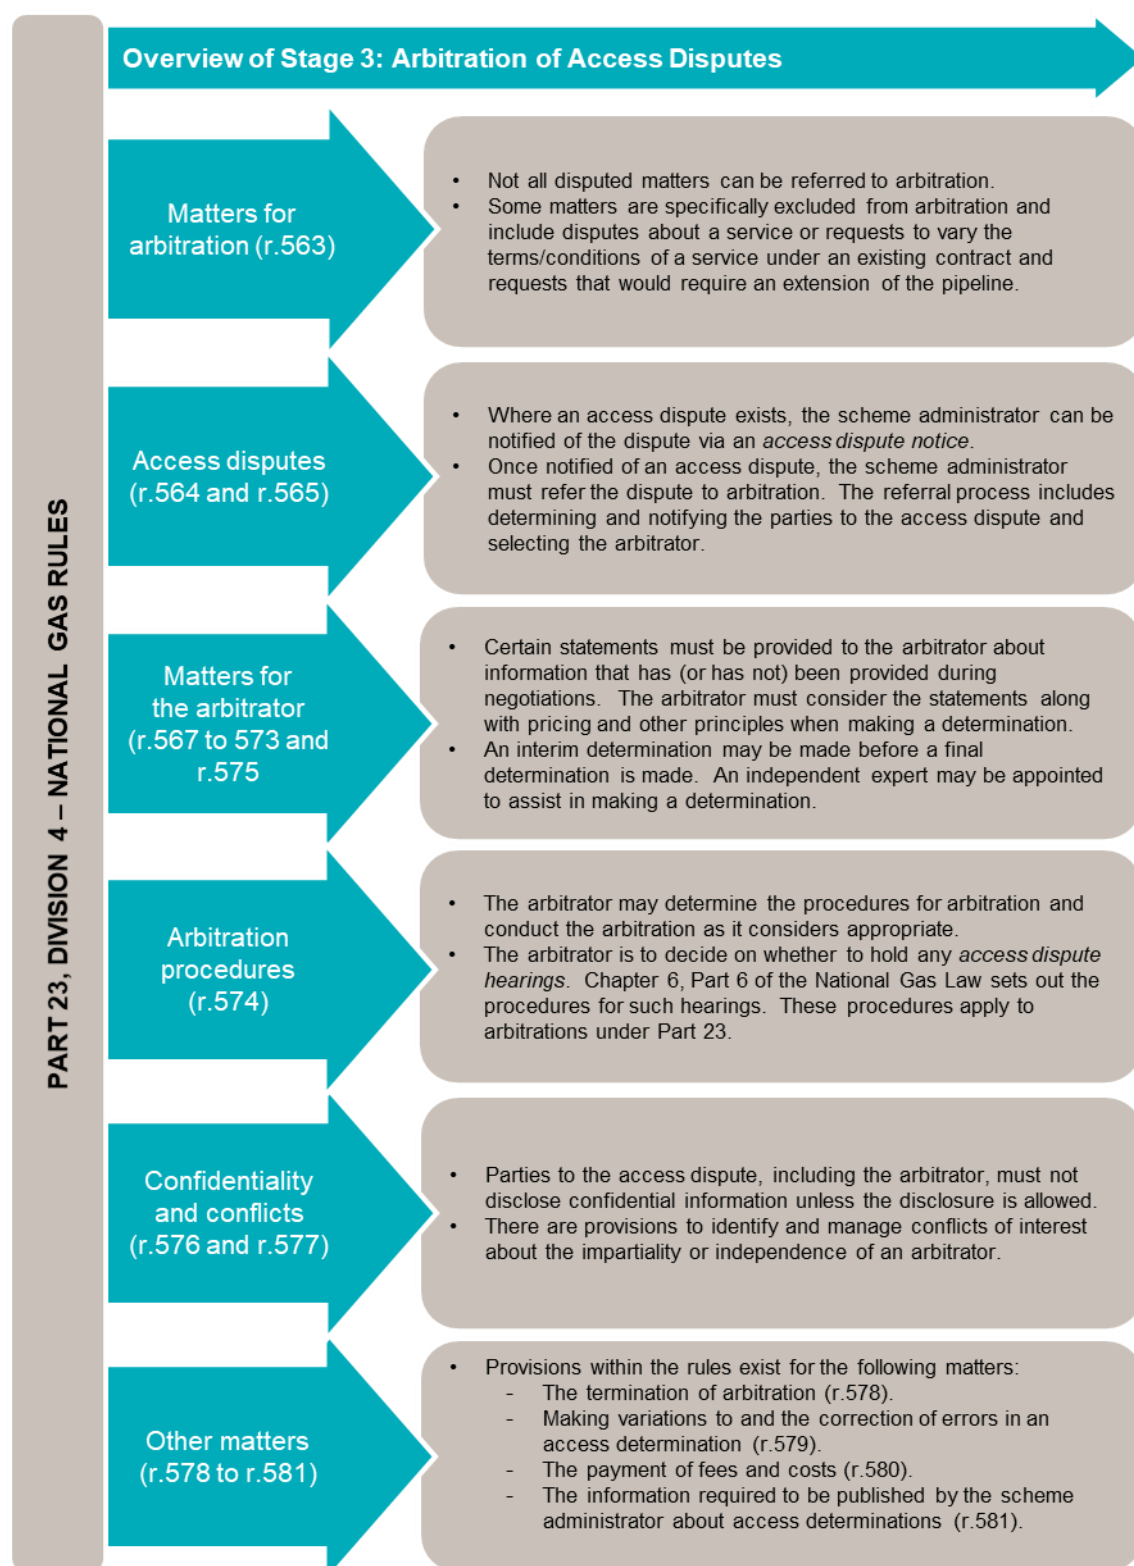 Overview of Stage 3: Arbitration of Access Disputes
PART 23, DIVISION 4 – NATIONAL GAS RULES
Matters for
arbitration (r.563)
• Not all disputed matters can be referred to arbitration.
• Some matters are specifically excluded from arbitration and
include disputes about a service or requests to vary the
terms/conditions of a service under an existing contract and
requests that would require an extension of the pipeline.
Access disputes
(r.564 and r.565)
• Where an access dispute exists, the scheme administrator can be
notified of the dispute via an access dispute notice.
• Once notified of an access dispute, the scheme administrator
must refer the dispute to arbitration. The referral process includes
determining and notifying the parties to the access dispute and
selecting the arbitrator.
Matters for
the arbitrator
(r.567 to 573 and
r.575
• Certain statements must be provided to the arbitrator about
information that has (or has not) been provided during
negotiations. The arbitrator must consider the statements along
with pricing and other principles when making a determination.
• An interim determination may be made before a final
determination is made. An independent expert may be appointed
to assist in making a determination.
Arbitration
procedures
(r.574)
• The arbitrator may determine the procedures for arbitration and
conduct the arbitration as it considers appropriate.
• The arbitrator is to decide on whether to hold any access dispute
hearings. Chapter 6, Part 6 of the National Gas Law sets out the
procedures for such hearings. These procedures apply to
arbitrations under Part 23.
Confidentiality
and conflicts
(r.576 and r.577)
• Parties to the access dispute, including the arbitrator, must not
disclose confidential information unless the disclosure is allowed.
• There are provisions to identify and manage conflicts of interest
about the impartiality or independence of an arbitrator.
Other matters
(r.578 to r.581)
• Provisions within the rules exist for the following matters:
- The termination of arbitration (r.578).
- Making variations to and the correction of errors in an
access determination (r.579).
- The payment of fees and costs (r.580).
- The information required to be published by the scheme
administrator about access determinations (r.581).